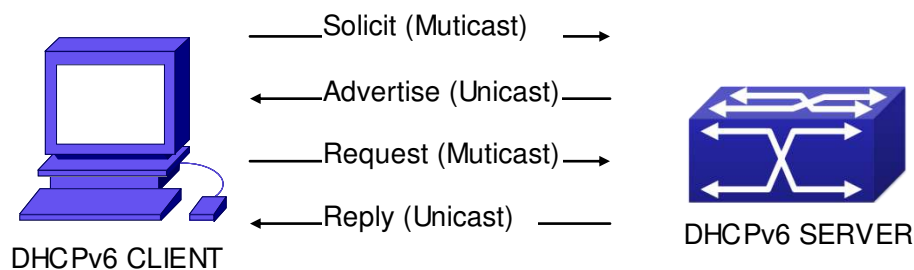 Solicit (Muticast)
Advertise (Unicast)
Request (Muticast)
Reply (Unicast)
DHCPv6 CLIENT
DHCPv6 SERVER